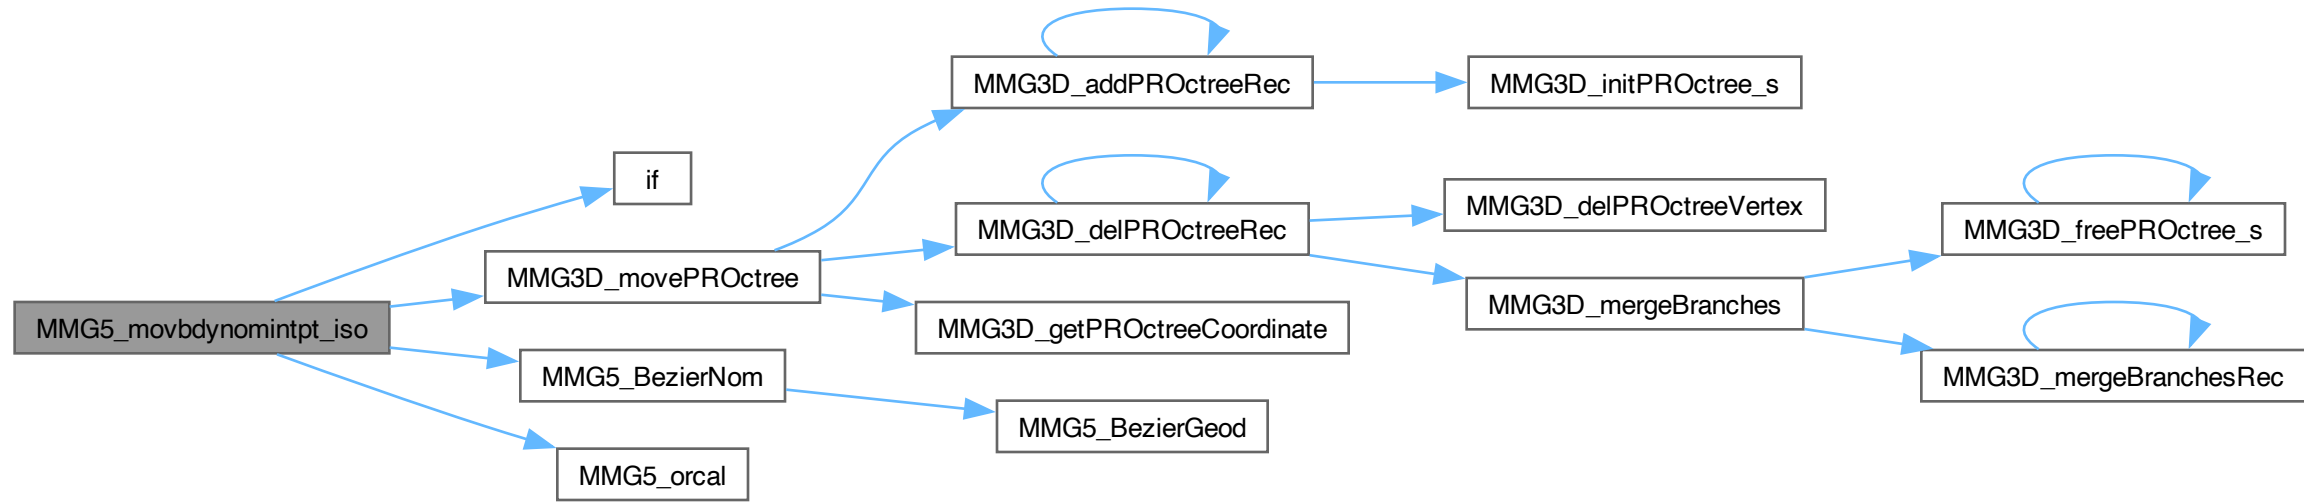 MMG5_movbdynomintpt_iso
if
MMG3D_movePROctree
MMG5_BezierNom
MMG5_orcal
MMG3D_addPROctreeRec
MMG3D_delPROctreeRec
MMG3D_getPROctreeCoordinate
MMG5_BezierGeod
MMG3D_initPROctree_s
MMG3D_delPROctreeVertex
MMG3D_mergeBranches
MMG3D_freePROctree_s
MMG3D_mergeBranchesRec